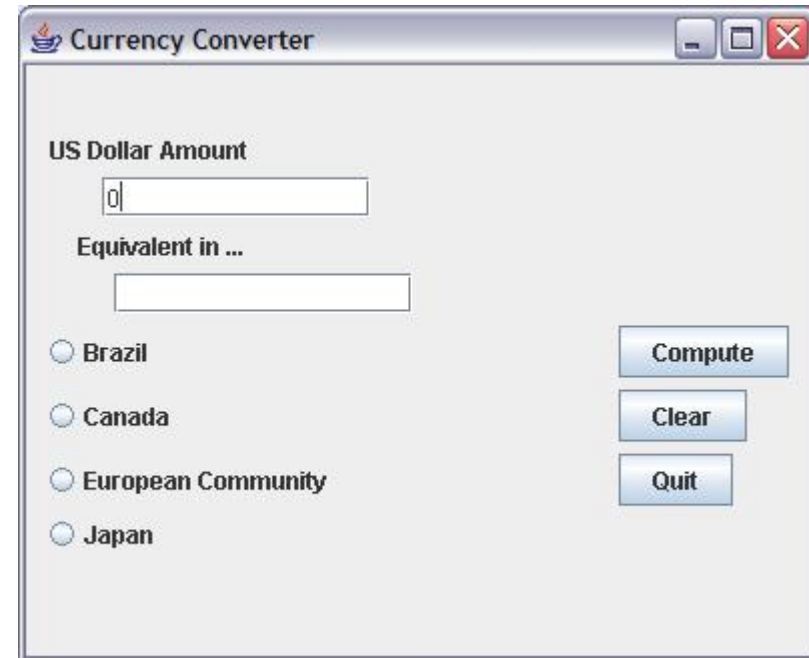 Currency Converter
US Dollar Amount
0
Equivalent in ...
Brazil
Compute
Canada
Clear
European Community
Quit
Japan